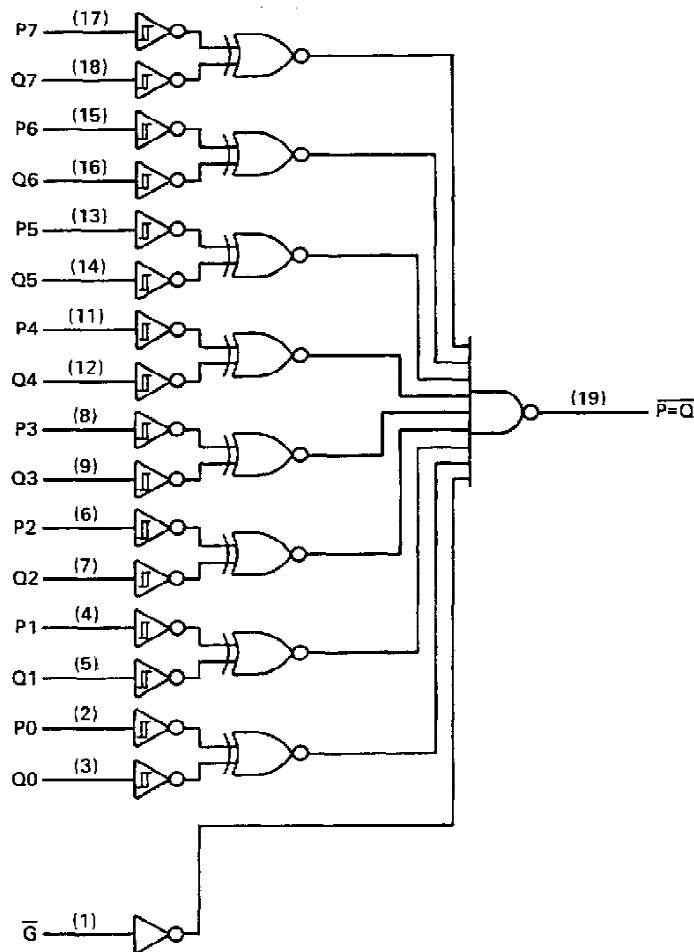 P7 (17)
Q7 (18)
P6 (15)
Q6 (16)
P5 (13)
Q5 (14)
P4 (11)
Q4 (12)
P3 (8)
Q3 (9)
P2 (6)
Q2 (7)
P1 (4)
Q1 (5)
P0 (2)
Q0 (3)
G̅ (1)
(19) P̅=̅Q̅